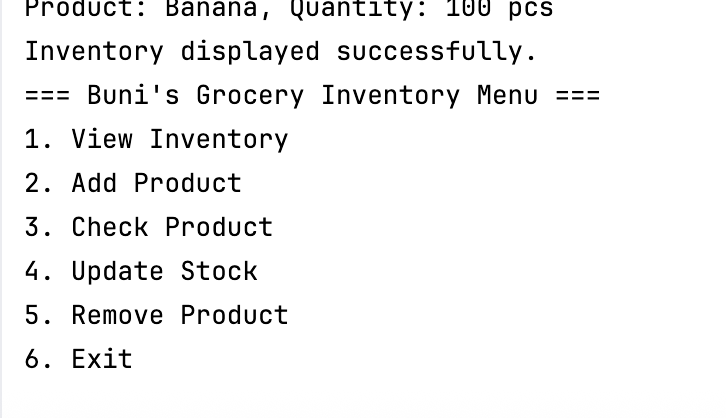 Product: Banana, Quantity: 100 pcs
Inventory displayed successfully.
=== Buni's Grocery Inventory Menu ===
1. View Inventory
2. Add Product
3. Check Product
4. Update Stock
5. Remove Product
6. Exit